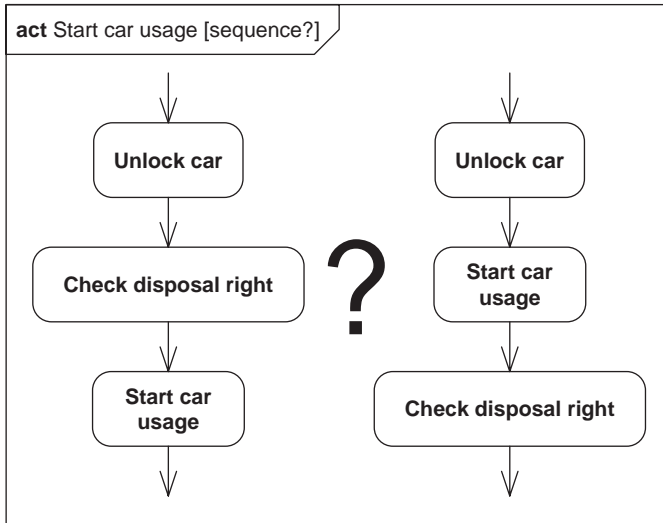 act Start car usage [sequence?]
Unlock car
Check disposal right
Start car
usage
?
Unlock car
Start car
usage
Check disposal right